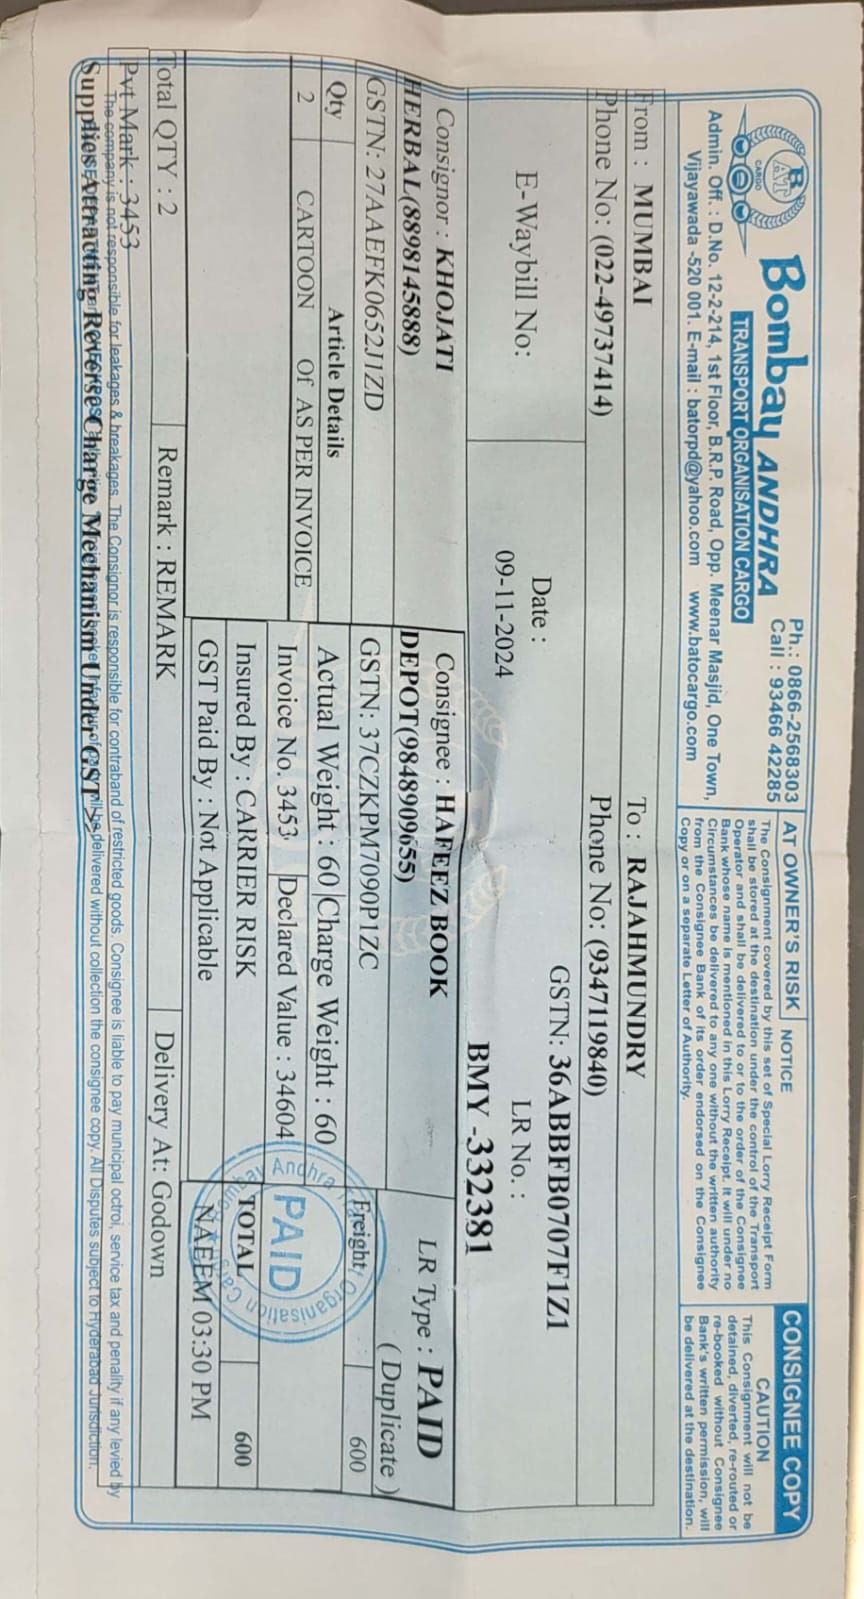 Bombay ANDHRA
TRANSPORT ORGANISATION CARGO
BAT
CARGO
Ph.: 0866-2568303
Call : 93466 42285
Admin. Off. : D.No. 12-2-214, 1st Floor, B.R.P. Road, Opp. Meenar Masjid, One Town,
Vijayawada -520 001. E-mail : batorpd@yahoo.com www.batocargo.com
AT OWNER'S RISK
NOTICE
The Consignment covered by this set of Special Lorry Receipt Form
shall be stored at the destination under the control of the Transport
Operator and shall be delivered to or to the order of the Consignee
Bank whose name is mentioned in this Lorry Receipt. It will under no
Circumstances be delivered to any one without the written authority
from the Consignee Bank of its order endorsed on the Consignee
Copy or on a separate Letter of Authority.
CONSIGNEE COPY
CAUTION
This Consignment will not be
detained, diverted, re-routed or
re-booked without Consignee
Bank's written permission, will
be delivered at the destination.
From : MUMBAI
To : RAJAHMUNDRY
Phone No: (022-49737414)
Phone No: (9347119840)
GSTN: 36ABBFB0707F1Z1
E-Waybill No:
Date :
09-11-2024
LR No. :
BMY -332381
Consignor : KHOJATI
HERBAL(8898145888)
Consignee : HAFEEZ BOOK
DEPOT(9848909655)
LR Type : PAID
( Duplicate )
GSTN: 27AAEFK0652J1ZD
GSTN: 37CZKPM7090P1ZC
Freight 600
Qty Article Details
Actual Weight : 60 Charge Weight : 60
2 CARTOON Of AS PER INVOICE
Invoice No. 3453 Declared Value : 34604
Insured By : CARRIER RISK
TOTAL 600
GST Paid By : Not Applicable
NAEEM 03:30 PM
PAID
Total QTY : 2
Remark : REMARK
Delivery At: Godown
Pvt Mark : 3453
The company is not responsible for leakages & breakages. The Consignor is responsible for contraband of restricted goods. Consignee is liable to pay municipal octroi, service tax and penality if any levied by
Supplies Attracting Reverse Charge Mechanism Under GST >>
be delivered without collection the consignee copy. All Disputes subject to Hyderabad Jurisdiction.